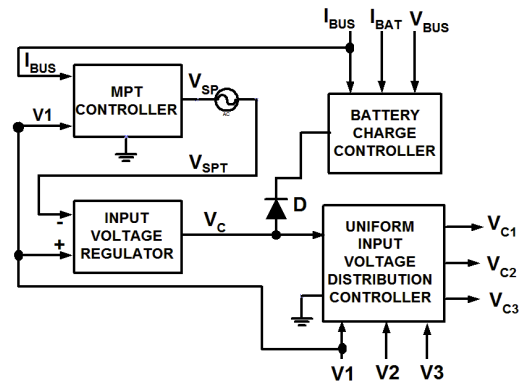 IBUS IBAT VBUS
IBUS
MPT
CONTROLLER
VSP
AC
BATTERY
CHARGE
CONTROLLER
V1
VSPT
D
INPUT
VOLTAGE
REGULATOR
-
+
VC
UNIFORM
INPUT
VOLTAGE
DISTRIBUTION
CONTROLLER
VC1
VC2
VC3
V1 V2 V3